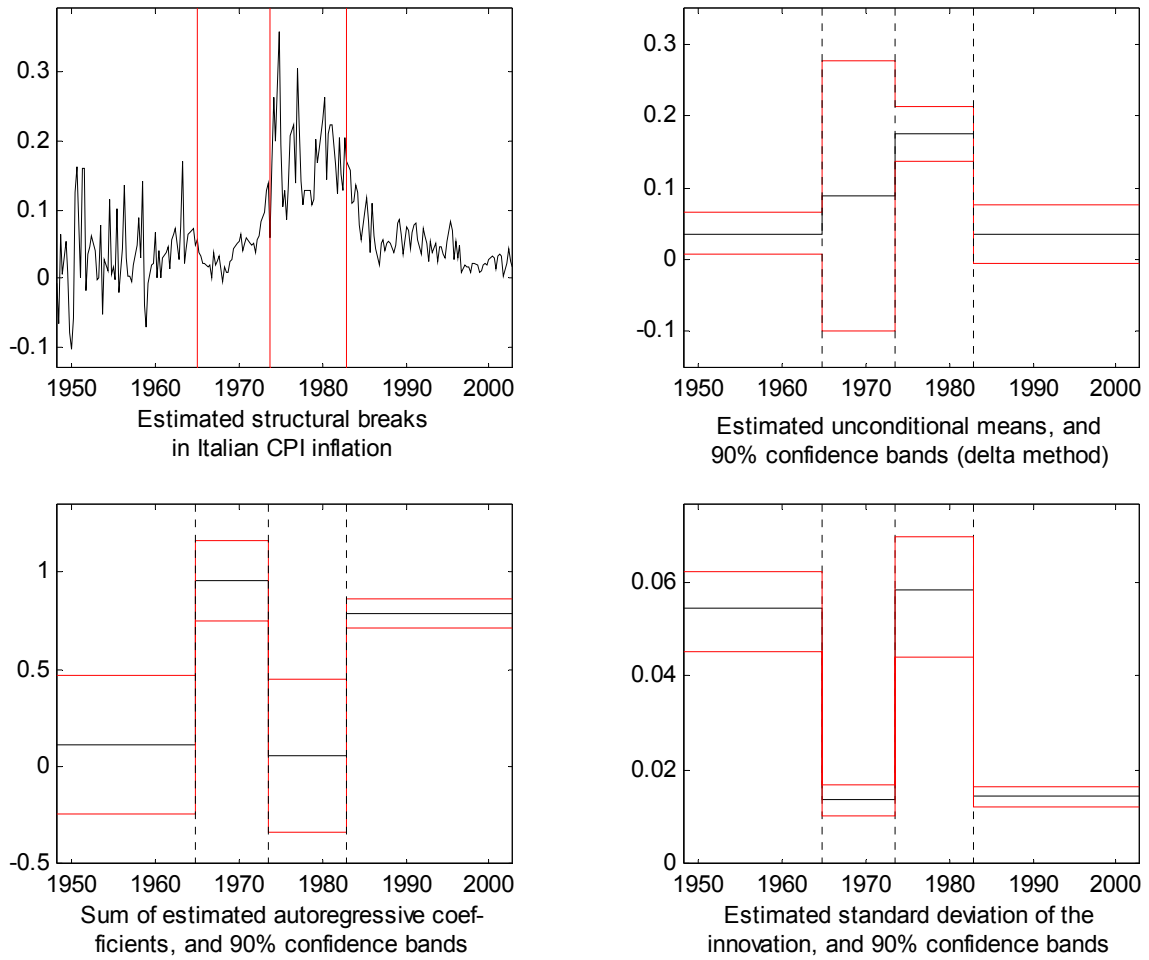 0.3
0.2
0.1
0
-0.1
1950 1960 1970 1980 1990 2000
Estimated structural breaks
in Italian CPI inflation
0.3
0.2
0.1
0
-0.1
1950 1960 1970 1980 1990 2000
Estimated unconditional means, and
90% confidence bands (delta method)
1
0.5
0
-0.5
1950 1960 1970 1980 1990 2000
Sum of estimated autoregressive coef-
ficients, and 90% confidence bands
0.06
0.04
0.02
0
1950 1960 1970 1980 1990 2000
Estimated standard deviation of the
innovation, and 90% confidence bands